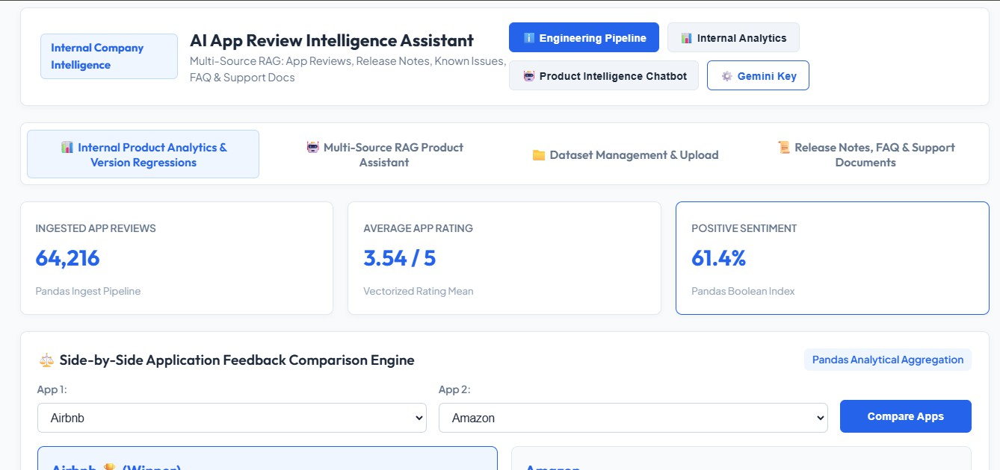 Internal Company
Intelligence
AI App Review Intelligence Assistant
Multi-Source RAG: App Reviews, Release Notes, Known Issues,
FAQ & Support Docs
Engineering Pipeline
Internal Analytics
Product Intelligence Chatbot
Gemini Key
Internal Product Analytics &
Version Regressions
Multi-Source RAG Product
Assistant
Dataset Management & Upload
Release Notes, FAQ & Support
Documents
INGESTED APP REVIEWS
64,216
Pandas Ingest Pipeline
AVERAGE APP RATING
3.54 / 5
Vectorized Rating Mean
POSITIVE SENTIMENT
61.4%
Pandas Boolean Index
Side-by-Side Application Feedback Comparison Engine
Pandas Analytical Aggregation
App 1:
Airbnb
App 2:
Amazon
Compare Apps
Airbnb 🏆 (Winner)
Amazon